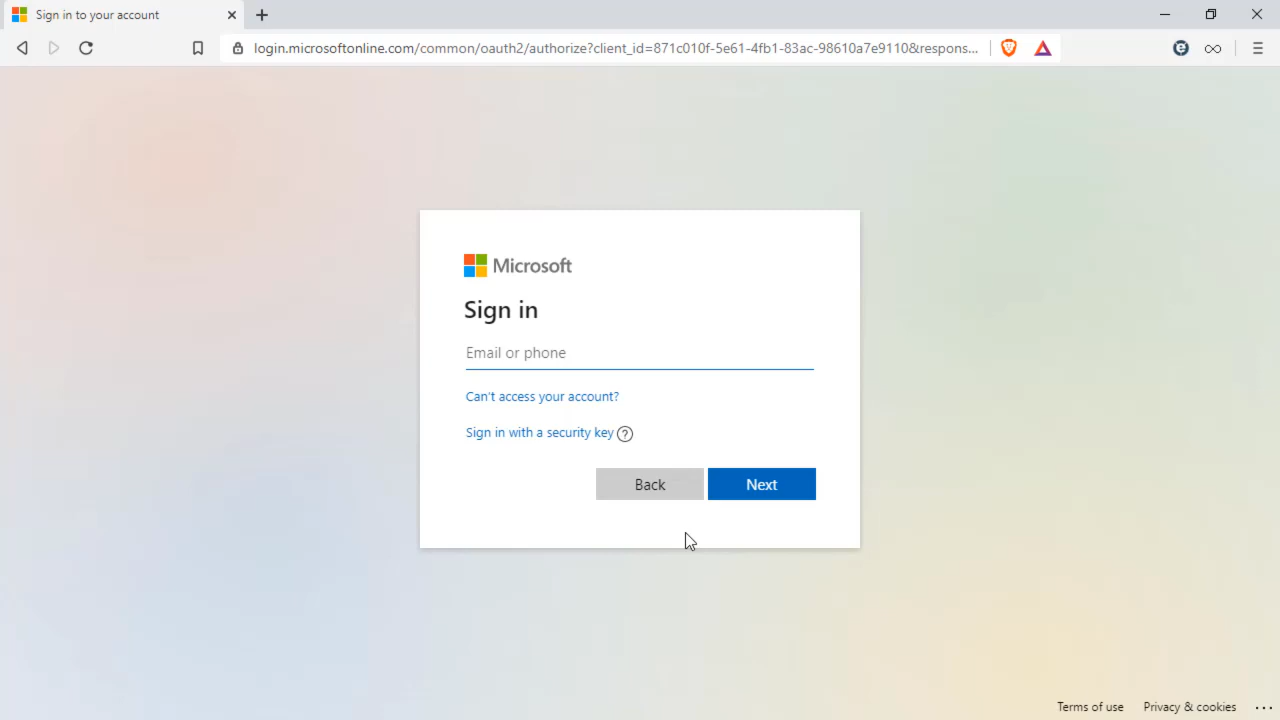 Sign in to your account
login.microsoftonline.com/common/oauth2/authorize?client_id=871c010f-5e61-4fb1-83ac-98610a7e9110&respons...
Microsoft
Sign in
Email or phone
Can't access your account?
Sign in with a security key ?
Back Next
Terms of use Privacy & cookies ...